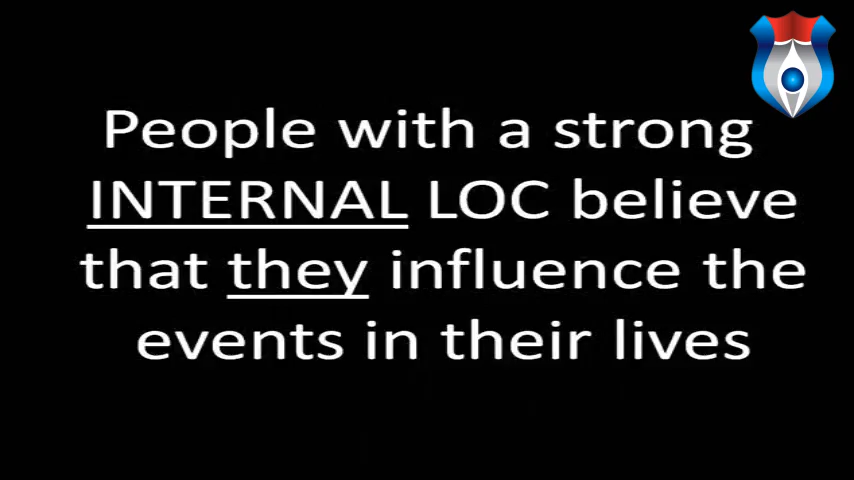 People with a strong
INTERNAL LOC believe
that they influence the
events in their lives